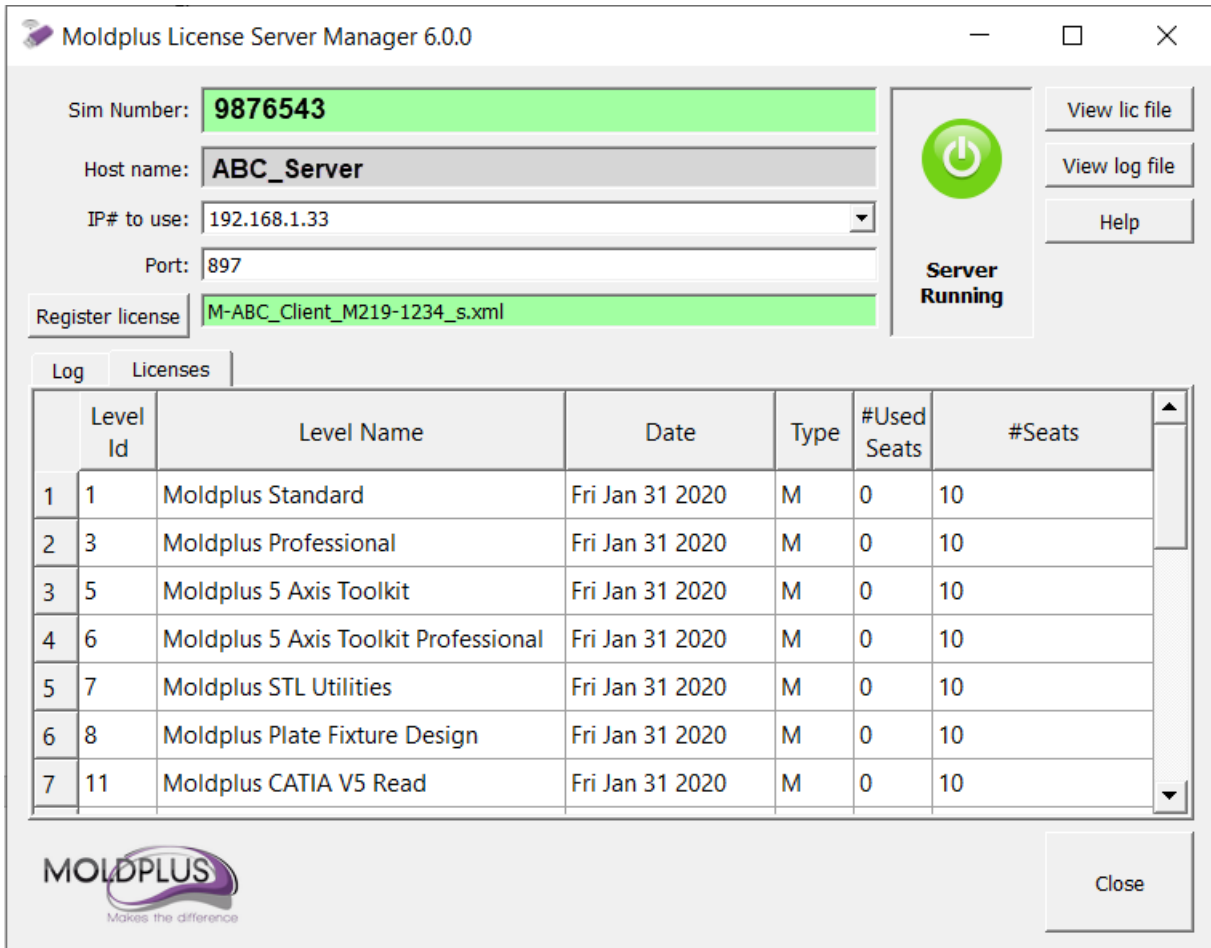 Moldplus License Server Manager 6.0.0
Sim Number: 9876543
View lic file
Host name: ABC_Server
View log file
IP# to use: 192.168.1.33
Help
Port: 897
Server
Running
Register license M-ABC_Client_M219-1234_s.xml
Log Licenses
Level Id Level Name Date Type #Used Seats #Seats
1 1 Moldplus Standard Fri Jan 31 2020 M 0 10
2 3 Moldplus Professional Fri Jan 31 2020 M 0 10
3 5 Moldplus 5 Axis Toolkit Fri Jan 31 2020 M 0 10
4 6 Moldplus 5 Axis Toolkit Professional Fri Jan 31 2020 M 0 10
5 7 Moldplus STL Utilities Fri Jan 31 2020 M 0 10
6 8 Moldplus Plate Fixture Design Fri Jan 31 2020 M 0 10
7 11 Moldplus CATIA V5 Read Fri Jan 31 2020 M 0 10
MOLDPLUS
Makes the difference
Close